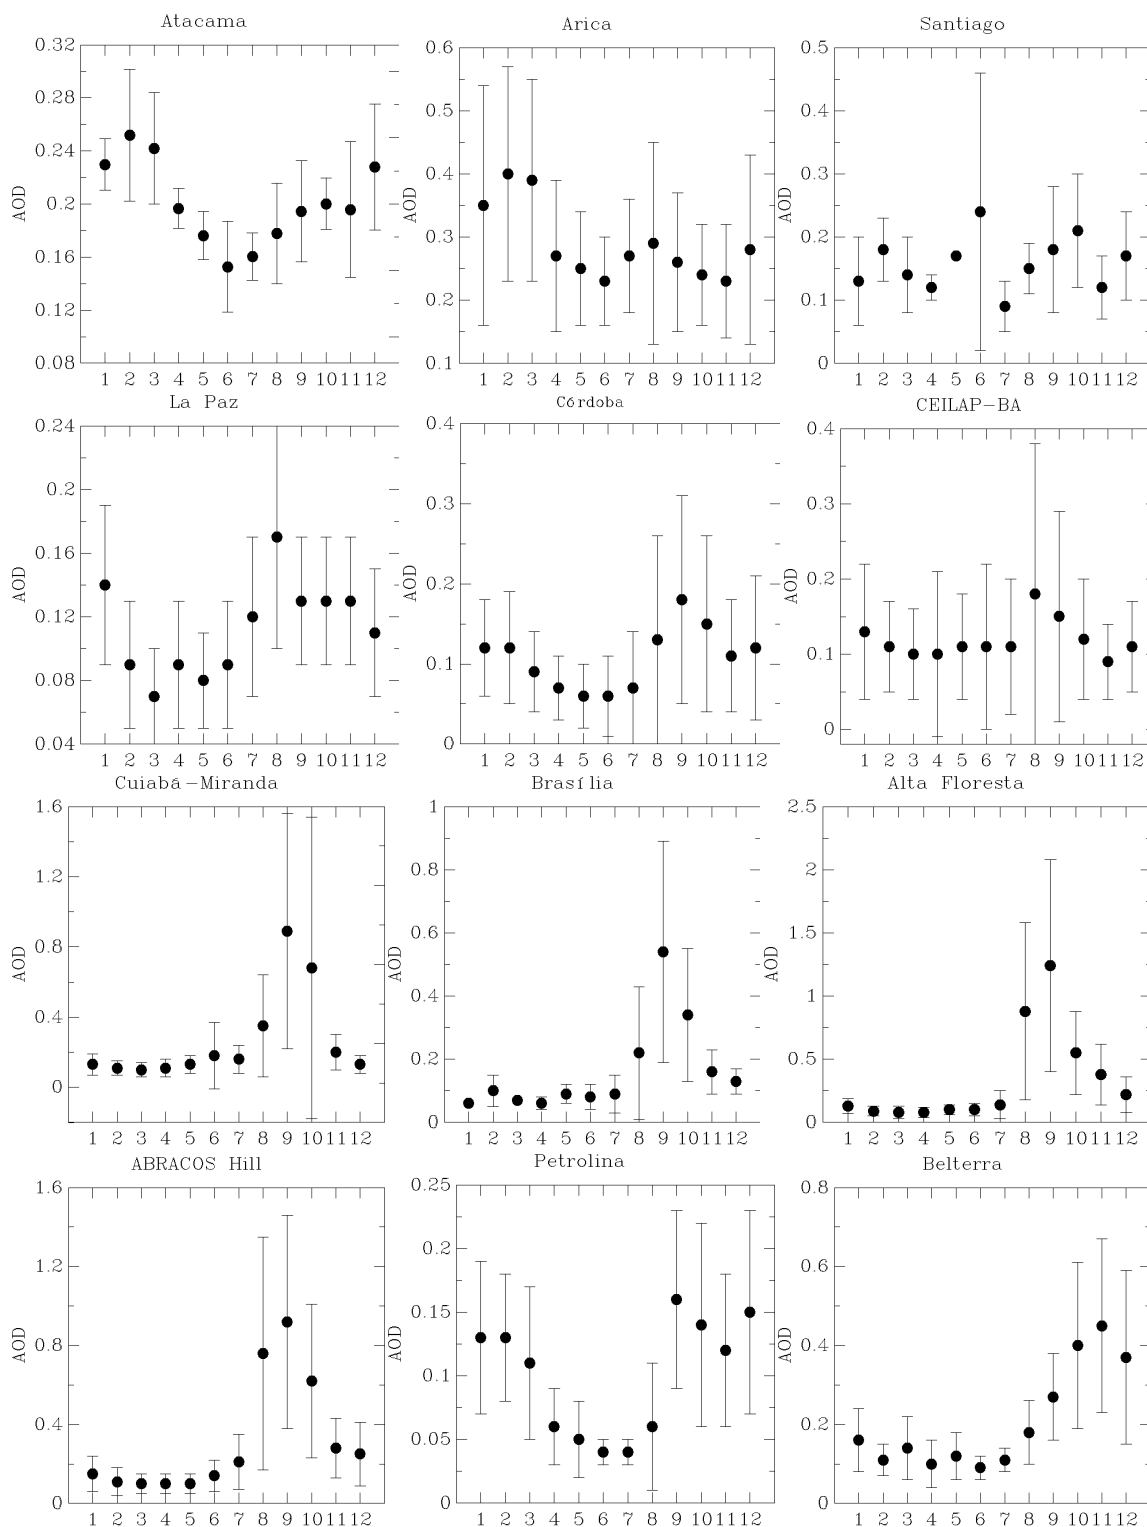 Atacama
Arica
Santiago
0.32
0.28
0.24
0.2
0.16
0.12
0.08
AOD
1 2 3 4 5 6 7 8 9 10 11 12
0.6
0.5
0.4
0.3
0.2
0.1
AOD
1 2 3 4 5 6 7 8 9 10 11 12
0.5
0.4
0.3
0.2
0.1
0
AOD
1 2 3 4 5 6 7 8 9 10 11 12
La Paz
Córdoba
CEILAP-BA
0.24
0.2
0.16
0.12
0.08
0.04
AOD
1 2 3 4 5 6 7 8 9 10 11 12
0.4
0.3
0.2
0.1
0
AOD
1 2 3 4 5 6 7 8 9 10 11 12
0.4
0.3
0.2
0.1
0
AOD
1 2 3 4 5 6 7 8 9 10 11 12
Cuiabá-Miranda
Brasília
Alta Floresta
1.6
1.2
0.8
0.4
0
AOD
1 2 3 4 5 6 7 8 9 10 11 12
1
0.8
0.6
0.4
0.2
0
AOD
1 2 3 4 5 6 7 8 9 10 11 12
2.5
2
1.5
1
0.5
0
AOD
1 2 3 4 5 6 7 8 9 10 11 12
ABRACOS Hill
Petrolina
Belterra
1.6
1.2
0.8
0.4
0
AOD
1 2 3 4 5 6 7 8 9 10 11 12
0.25
0.2
0.15
0.1
0.05
0
AOD
1 2 3 4 5 6 7 8 9 10 11 12
0.8
0.6
0.4
0.2
0
AOD
1 2 3 4 5 6 7 8 9 10 11 12